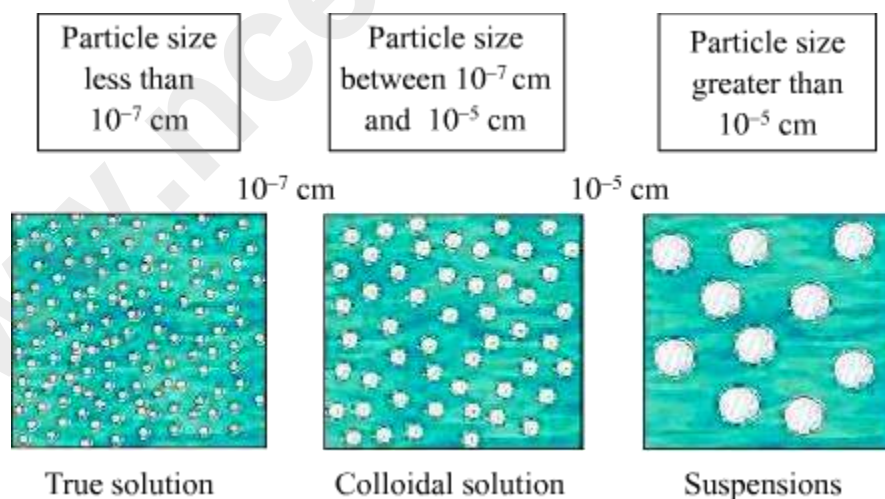 Particle size
less than
10⁻⁷ cm
Particle size
between 10⁻⁷ cm
and 10⁻⁵ cm
Particle size
greater than
10⁻⁵ cm
10⁻⁷ cm
10⁻⁵ cm
True solution
Colloidal solution
Suspensions